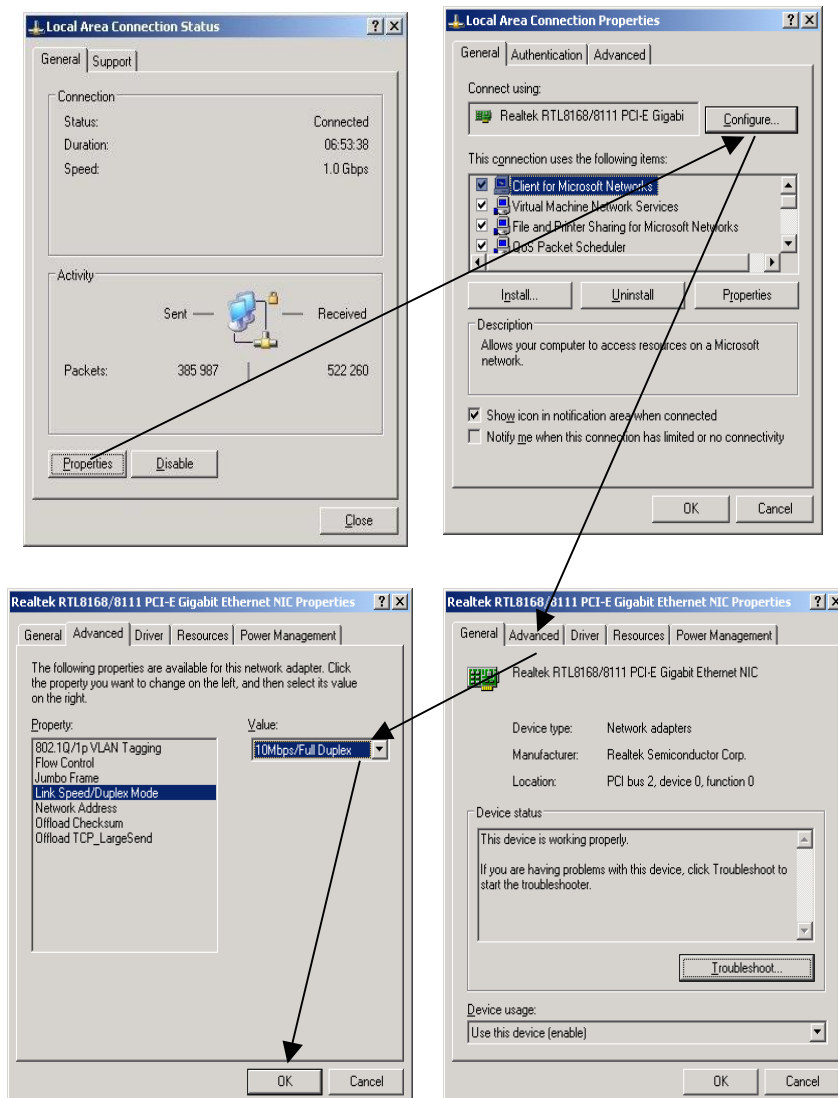 Local Area Connection Status
General Support
Connection
Status: Connected
Duration: 06:53:38
Speed: 1.0 Gbps
Activity
Sent — — Received
Packets: 385 987 522 260
Properties Disable
Close
Local Area Connection Properties
General Authentication Advanced
Connect using:
Realtek RTL8168/8111 PCI-E Gigabi Configure...
This connection uses the following items:
Client for Microsoft Networks
Virtual Machine Network Services
File and Printer Sharing for Microsoft Networks
QoS Packet Scheduler
Install... Uninstall Properties
Description
Allows your computer to access resources on a Microsoft
network.
Show icon in notification area when connected
Notify me when this connection has limited or no connectivity
OK Cancel
Realtek RTL8168/8111 PCI-E Gigabit Ethernet NIC Properties
General Advanced Driver Resources Power Management
The following properties are available for this network adapter. Click
the property you want to change on the left, and then select its value
on the right.
Property: Value:
802.1Q/1p VLAN Tagging
Flow Control
Jumbo Frame
Link Speed/Duplex Mode
Network Address
Offload Checksum
Offload TCP_LargeSend
10Mbps/Full Duplex
OK Cancel
Realtek RTL8168/8111 PCI-E Gigabit Ethernet NIC Properties
General Advanced Driver Resources Power Management
Realtek RTL8168/8111 PCI-E Gigabit Ethernet NIC
Device type: Network adapters
Manufacturer: Realtek Semiconductor Corp.
Location: PCI bus 2, device 0, function 0
Device status
This device is working properly.
If you are having problems with this device, click Troubleshoot to
start the troubleshooter.
Troubleshoot...
Device usage:
Use this device (enable)
OK Cancel